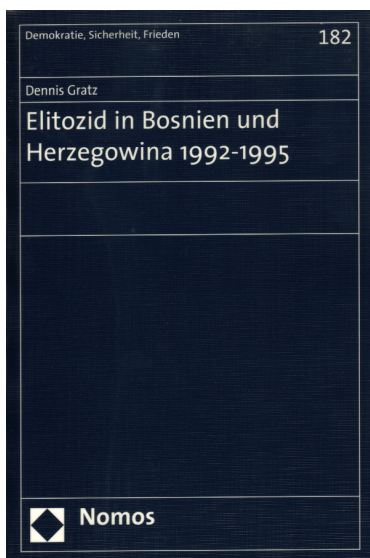 Demokratie, Sicherheit, Frieden 182
Dennis Gratz
Elitozid in Bosnien und
Herzegowina 1992-1995
Nomos